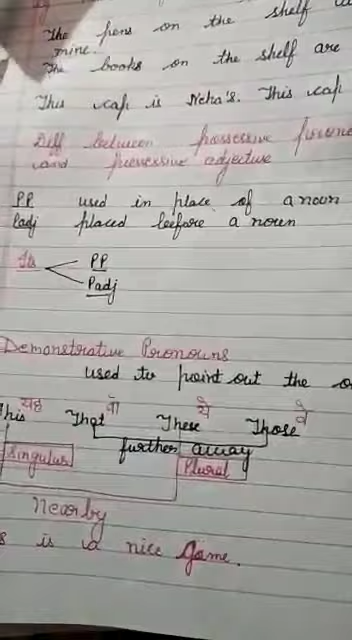 The pens on the shelf
mine.
The books on the shelf are
This cap is Neha's. This cap
Diff between possessive
and possessive adjective
PP used in place of a noun
Padj placed before a noun
PP
Padj
Demonstrative Pronouns
used to point out the
यह वो ये वे
This That These Those
further away
Singular Plural
Nearby
is a nice game.